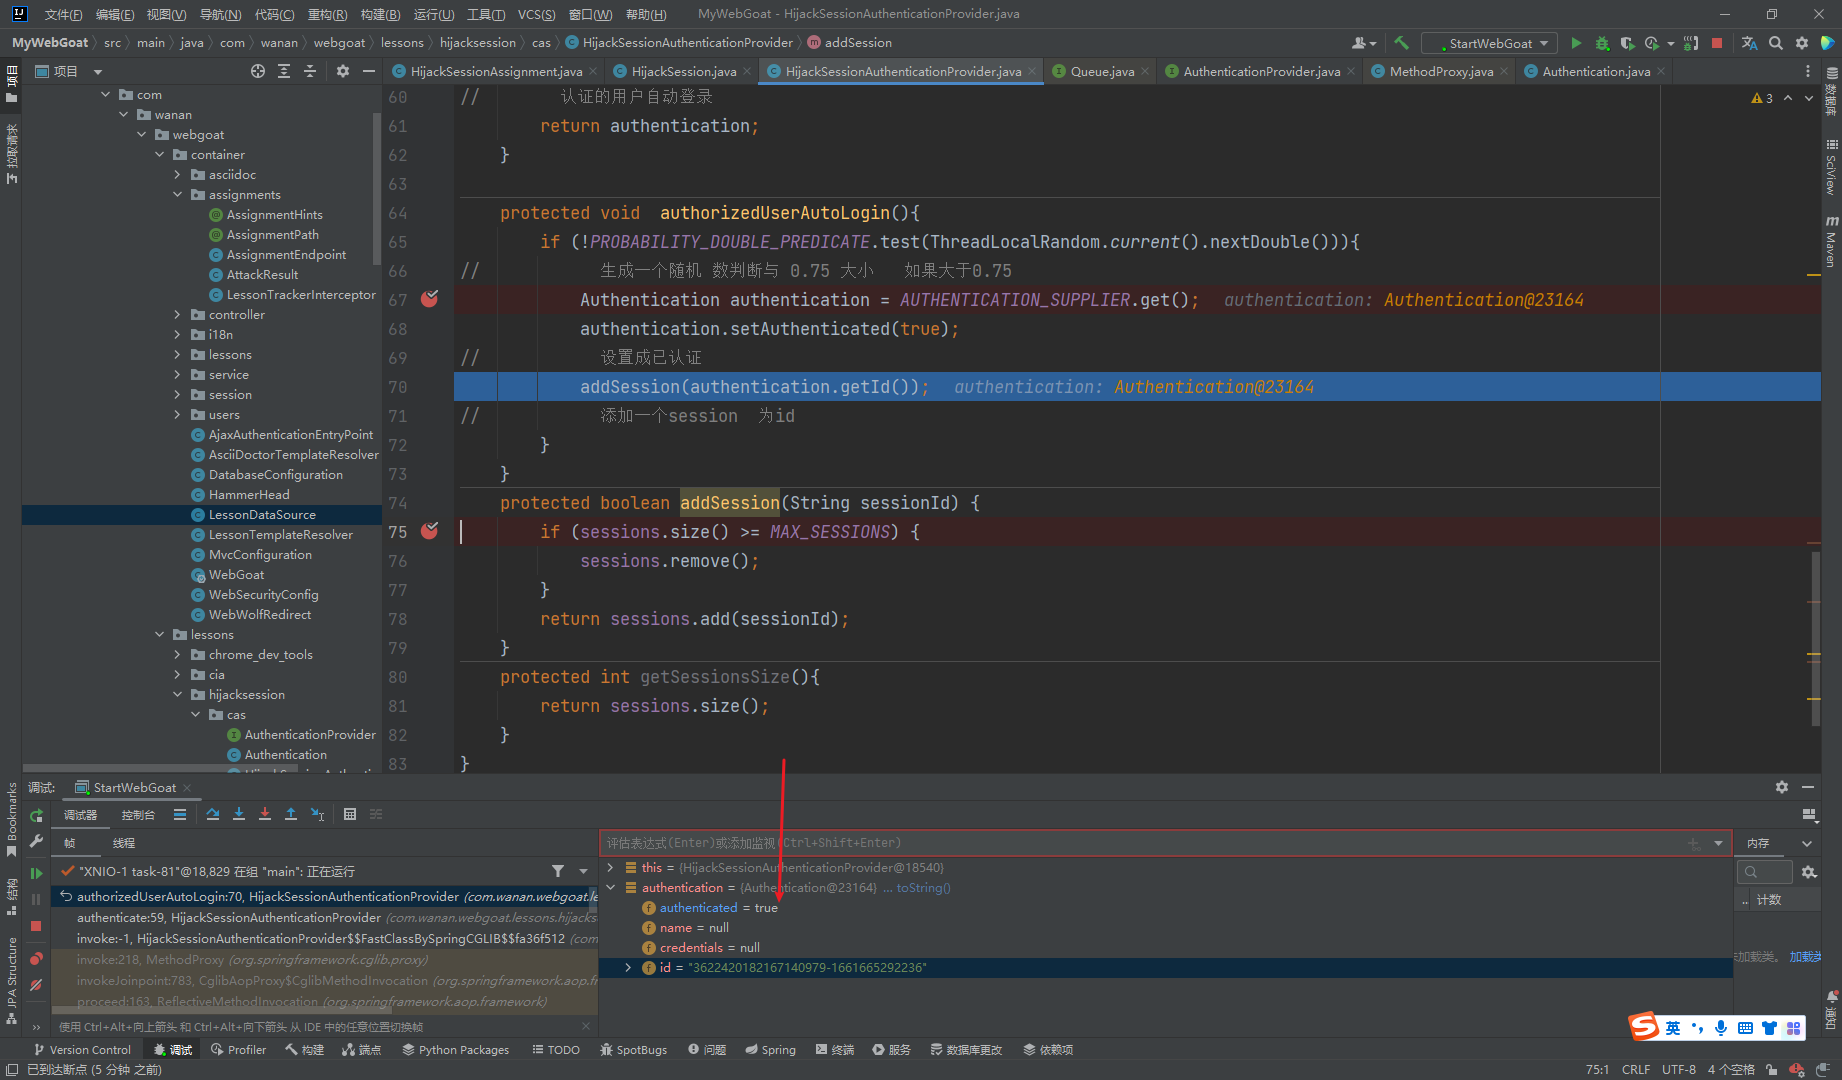 文件(F) 编辑(E) 视图(V) 导航(N) 代码(C) 重构(R) 构建(B) 运行(U) 工具(T) VCS(S) 窗口(W) 帮助(H) MyWebGoat - HijackSessionAuthenticationProvider.java
MyWebGoat src main java com wanan webgoat lessons hijacksession cas HijackSessionAuthenticationProvider addSession StartWebGoat
项目 HijackSessionAssignment.java HijackSession.java HijackSessionAuthenticationProvider.java Queue.java AuthenticationProvider.java MethodProxy.java Authentication.java
项目
拉取请求
com
wanan
webgoat
container
asciidoc
assignments
AssignmentHints
AssignmentPath
AssignmentEndpoint
AttackResult
LessonTrackerInterceptor
controller
i18n
lessons
service
session
users
AjaxAuthenticationEntryPoint
AsciiDoctorTemplateResolver
DatabaseConfiguration
HammerHead
LessonDataSource
LessonTemplateResolver
MvcConfiguration
WebGoat
WebSecurityConfig
WebWolfRedirect
lessons
chrome_dev_tools
cia
hijacksession
cas
AuthenticationProvider
Authentication
60 // 认证的用户自动登录
61 return authentication;
62 }
63
64 protected void authorizedUserAutoLogin(){
65 if (!PROBABILITY_DOUBLE_PREDICATE.test(ThreadLocalRandom.current().nextDouble())){
66 // 生成一个随机 数判断与 0.75 大小 如果大于0.75
67 Authentication authentication = AUTHENTICATION_SUPPLIER.get(); authentication: Authentication@23164
68 authentication.setAuthenticated(true);
69 // 设置成已认证
70 addSession(authentication.getId()); authentication: Authentication@23164
71 // 添加一个session 为id
72 }
73 }
74 protected boolean addSession(String sessionId) {
75 if (sessions.size() >= MAX_SESSIONS) {
76 sessions.remove();
77 }
78 return sessions.add(sessionId);
79 }
80 protected int getSessionsSize(){
81 return sessions.size();
82 }
83 }
3
数据库
SciView
Maven
Bookmarks
结构
JPA Structure
调试: StartWebGoat
调试器 控制台
帧 线程
"XNIO-1 task-81"@18,829 在组 "main": 正在运行
authorizedUserAutoLogin:70, HijackSessionAuthenticationProvider (com.wanan.webgoat.le
authenticate:59, HijackSessionAuthenticationProvider (com.wanan.webgoat.lessons.hijacks
invoke:-1, HijackSessionAuthenticationProvider$$FastClassBySpringCGLIB$$fa36f512 (com
invoke:218, MethodProxy (org.springframework.cglib.proxy)
invokeJoinpoint:783, CglibAopProxy$CglibMethodInvocation (org.springframework.aop.f
proceed:163, ReflectiveMethodInvocation (org.springframework.aop.framework)
使用 Ctrl+Alt+向上箭头 和 Ctrl+Alt+向下箭头 从 IDE 中的任意位置切换帧
评估表达式(Enter)或添加监视(Ctrl+Shift+Enter)
this = {HijackSessionAuthenticationProvider@18540}
authentication = {Authentication@23164} ... toString()
authenticated = true
name = null
credentials = null
id = "3622420182167140979-1661665292236"
内存
.. 计数
未加载类。 加载类
通知
英
Version Control 调试 Profiler 构建 端点 Python Packages TODO SpotBugs 问题 Spring 终端 服务 数据库更改 依赖项
已到达断点 (5 分钟 之前) 75:1 CRLF UTF-8 4 个空格